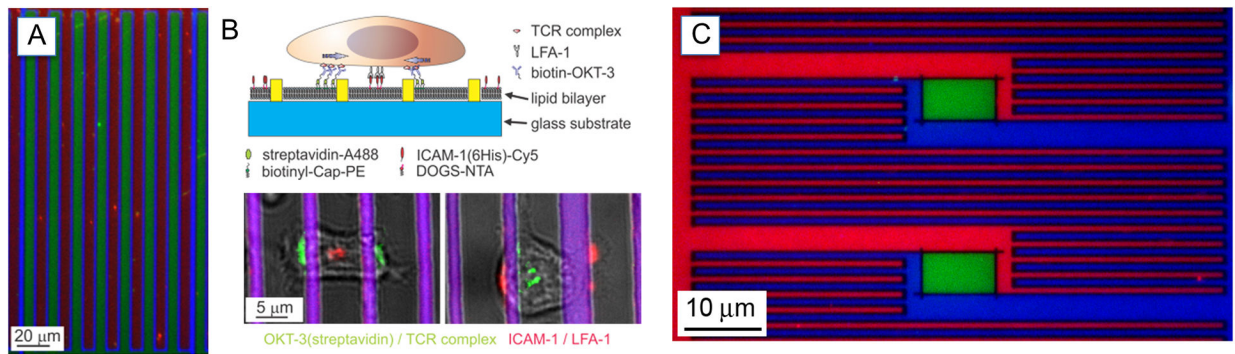 A
20 μm
B
TCR complex
LFA-1
biotin-OKT-3
lipid bilayer
glass substrate
streptavidin-A488
ICAM-1(6His)-Cy5
biotinyl-Cap-PE
DOGS-NTA
5 μm
OKT-3(streptavidin) / TCR complex ICAM-1 / LFA-1
C
10 μm